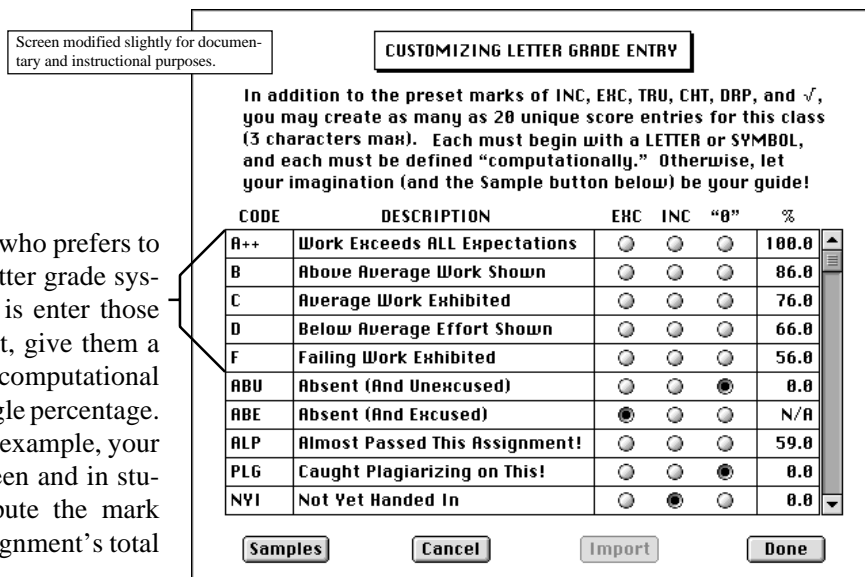 Screen modified slightly for documen-
tary and instructional purposes.
CUSTOMIZING LETTER GRADE ENTRY
In addition to the preset marks of INC, EXC, TRU, CHT, DRP, and √,
you may create as many as 20 unique score entries for this class
(3 characters max). Each must begin with a LETTER or SYMBOL,
and each must be defined “computationally.” Otherwise, let
your imagination (and the Sample button below) be your guide!
who prefers to
tter grade sys-
is enter those
t, give them a
computational
gle percentage.
example, your
een and in stu-
pute the mark
ignment's total
CODE DESCRIPTION EXC INC “0” %
A++ Work Exceeds ALL Expectations 100.0
B Above Average Work Shown 86.0
C Average Work Exhibited 76.0
D Below Average Effort Shown 66.0
F Failing Work Exhibited 56.0
ABU Absent (And Unexcused) 0.0
ABE Absent (And Excused) N/A
ALP Almost Passed This Assignment! 59.0
PLG Caught Plagiarizing on This! 0.0
NYI Not Yet Handed In 0.0
Samples Cancel Import Done